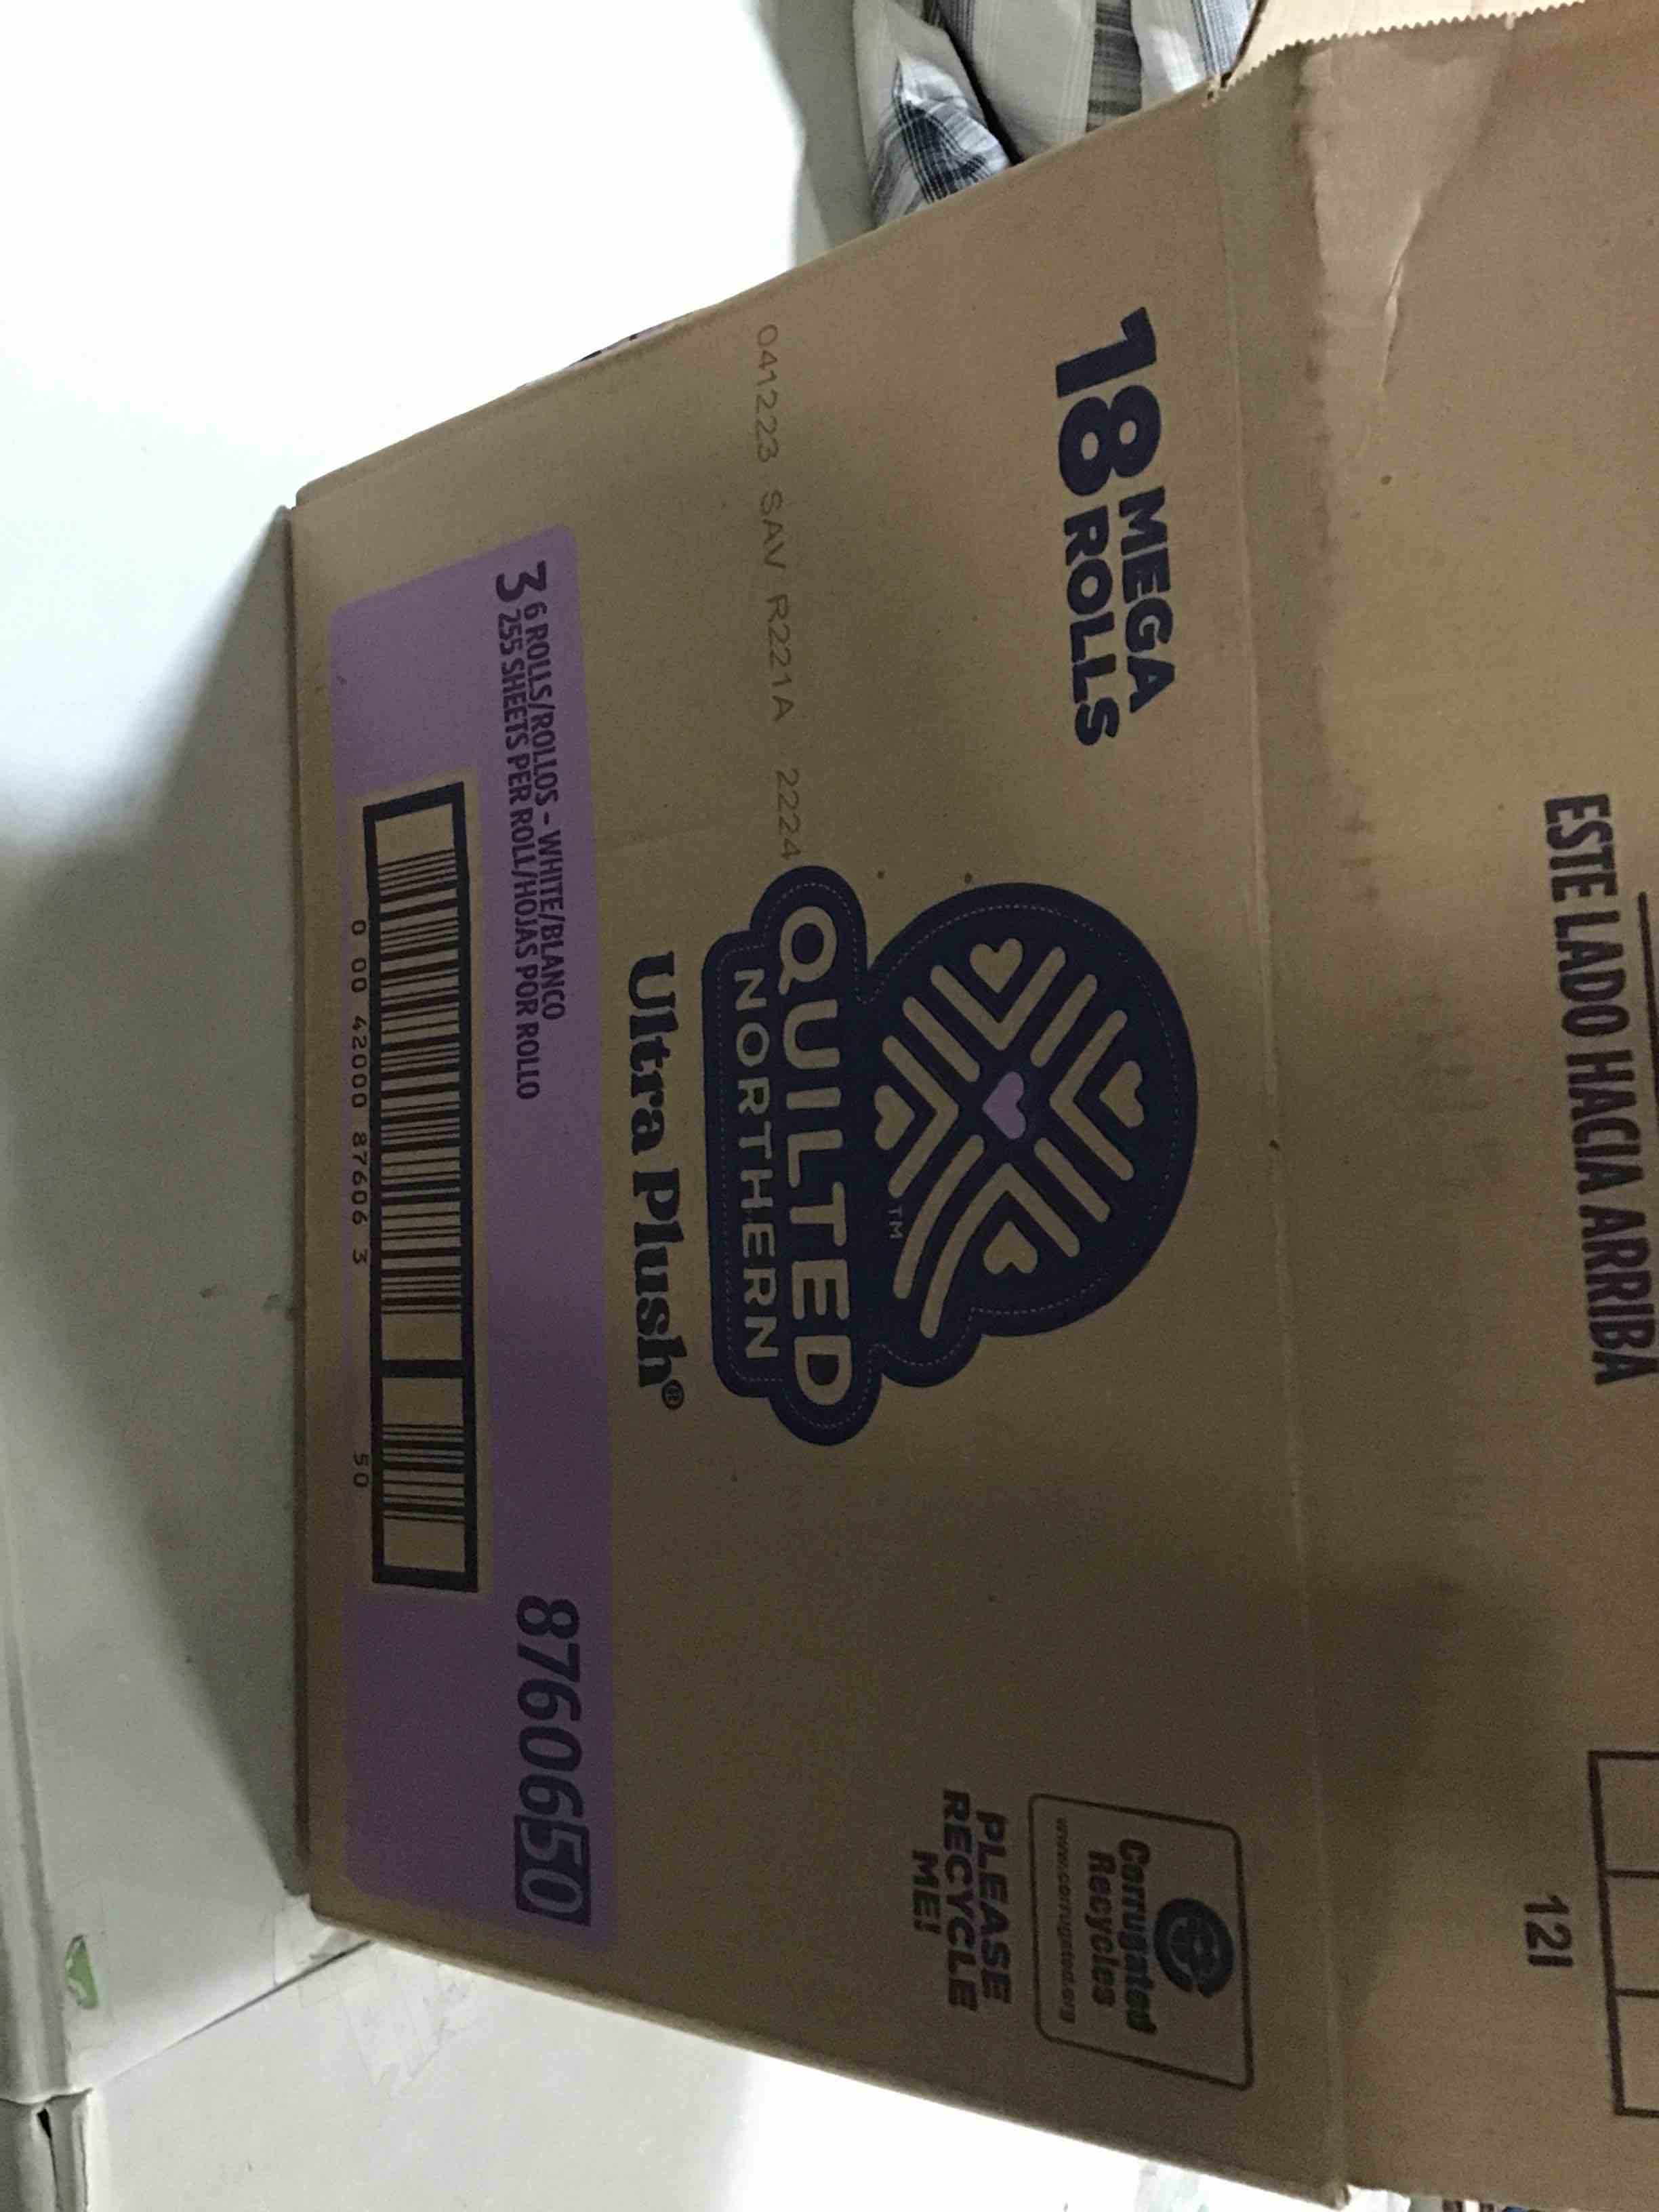 ESTE LADO HACIA ARRIBA
12I
18 MEGA
ROLLS
Corrugated
Recycles
www.corrugated.org
PLEASE
RECYCLE
ME!
TM
QUILTED
NORTHERN
041223 SAV R221A 2224
Ultra Plush®
3 6 ROLLS/ROLLOS - WHITE/BLANCO
255 SHEETS PER ROLL/HOJAS POR ROLLO
8760650
0 00 42000 87606 3 50